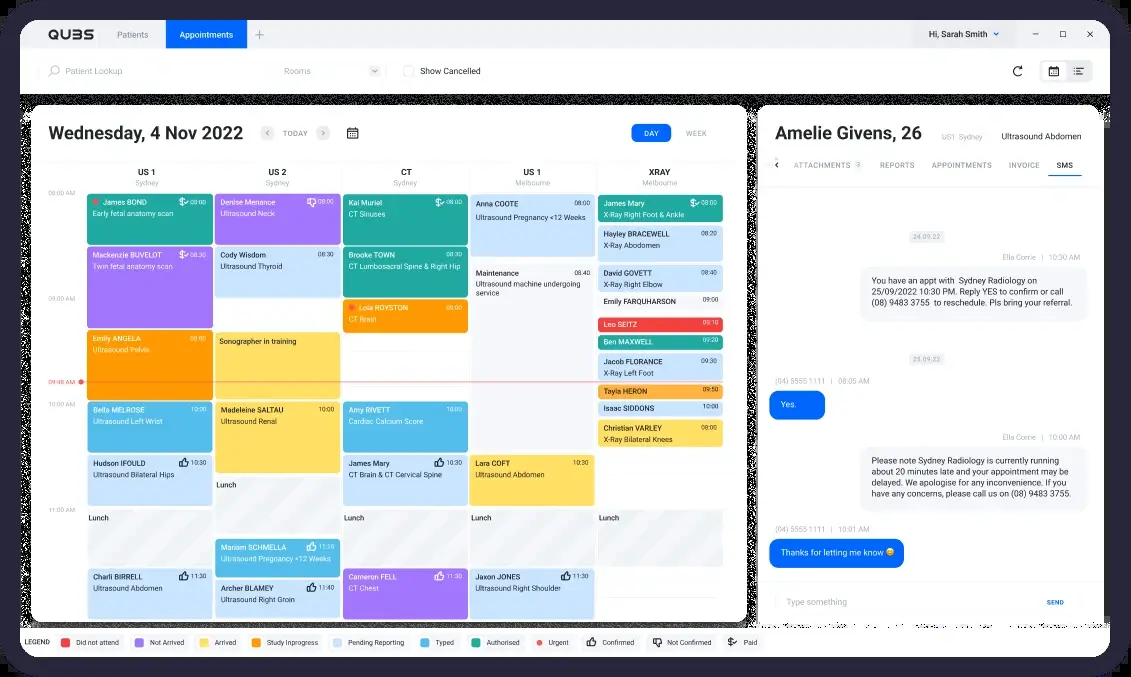 QUBS
Patients
Appointments
Hi, Sarah Smith
Patient Lookup
Rooms
Show Cancelled
Wednesday, 4 Nov 2022
TODAY
DAY
WEEK
US 1
Sydney
US 2
Sydney
CT
Sydney
US 1
Melbourne
XRAY
Melbourne
08:00 AM
09:00 AM
09:48 AM
10:00 AM
11:00 AM
James BOND 08:00
Early fetal anatomy scan
Mackenzie BUVELOT 08:30
Twin fetal anatomy scan
Emily ANGELA 08:00
Ultrasound Pelvis
Bella MELROSE 10:00
Ultrasound Left Wrist
Hudson IFOULD 10:30
Ultrasound Bilateral Hips
Lunch
Charli BIRRELL 11:30
Ultrasound Abdomen
Denise Menance 08:00
Ultrasound Neck
Cody Wisdom 08:30
Ultrasound Thyroid
Sonographer in training
Madeleine SALTAU 10:00
Ultrasound Renal
Lunch
Mariam SCHMELLA 11:10
Ultrasound Pregnancy <12 Weeks
Archer BLAMEY 11:40
Ultrasound Right Groin
Kai Muriel 08:00
CT Sinuses
Brooke TOWN 08:30
CT Lumbosacral Spine & Right Hip
Lola ROYSTON 09:00
CT Brain
Amy RIVETT 10:00
Cardiac Calcium Score
James Mary 10:30
CT Brain & CT Cervical Spine
Lunch
Cameron FELL 11:30
CT Chest
Anna COOTE 08:00
Ultrasound Pregnancy <12 Weeks
Maintenance 08:40
Ultrasound machine undergoing
service
Lara COFT 10:30
Ultrasound Abdomen
Lunch
Jaxon JONES 11:30
Ultrasound Right Shoulder
James Mary 08:00
X-Ray Right Foot & Ankle
Hayley BRACEWELL 08:20
X-Ray Abodomen
David GOVETT 08:40
X-Ray Right Elbow
Emily FARQUHARSON 09:00
Leo SEITZ 09:10
Ben MAXWELL 09:20
Jacob FLORANCE 09:30
X-Ray Left Foot
Tayla HERON 09:50
Isaac SIDDONS 10:00
Christian VARLEY 08:00
X-Ray Bilateral Knees
Lunch
Amelie Givens, 26
US1 Sydney
Ultrasound Abdomen
ATTACHMENTS 3
REPORTS
APPOINTMENTS
INVOICE
SMS
24.09.22
Ella Corrie | 10:30 AM
You have an appt with Sydney Radiology on
25/09/2022 10:30 PM. Reply YES to confirm or call
(08) 9483 3755 to reschedule. Pls bring your referral.
25.09.22
(04) 5555 1111 | 08:05 AM
Yes.
Ella Corrie | 10:00 AM
Please note Sydney Radiology is currently running
about 20 minutes late and your appointment may be
delayed. We apologise for any inconvenience. If you
have any concerns, please call us on (08) 9483 3755.
(04) 5555 1111 | 10:01 AM
Thanks for letting me know 😄
Type something
SEND
LEGEND
Did not attend
Not Arrived
Arrived
Study Inprogress
Pending Reporting
Typed
Authorised
Urgent
Confirmed
Not Confirmed
Paid